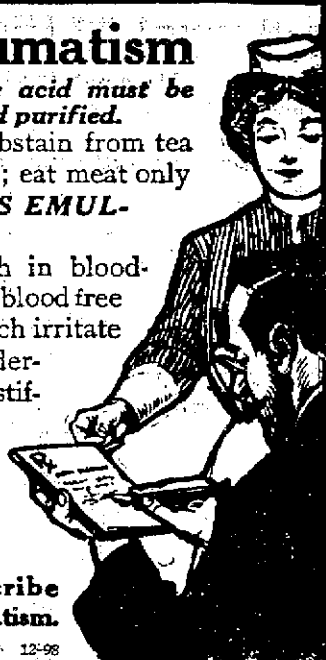 umatism
acid must be
d purified.
bstain from tea
; eat meat only
S EMUL-
h in blood-
blood free
ch irritate
der-
stif-
Rx
cribe
tism.
12-98